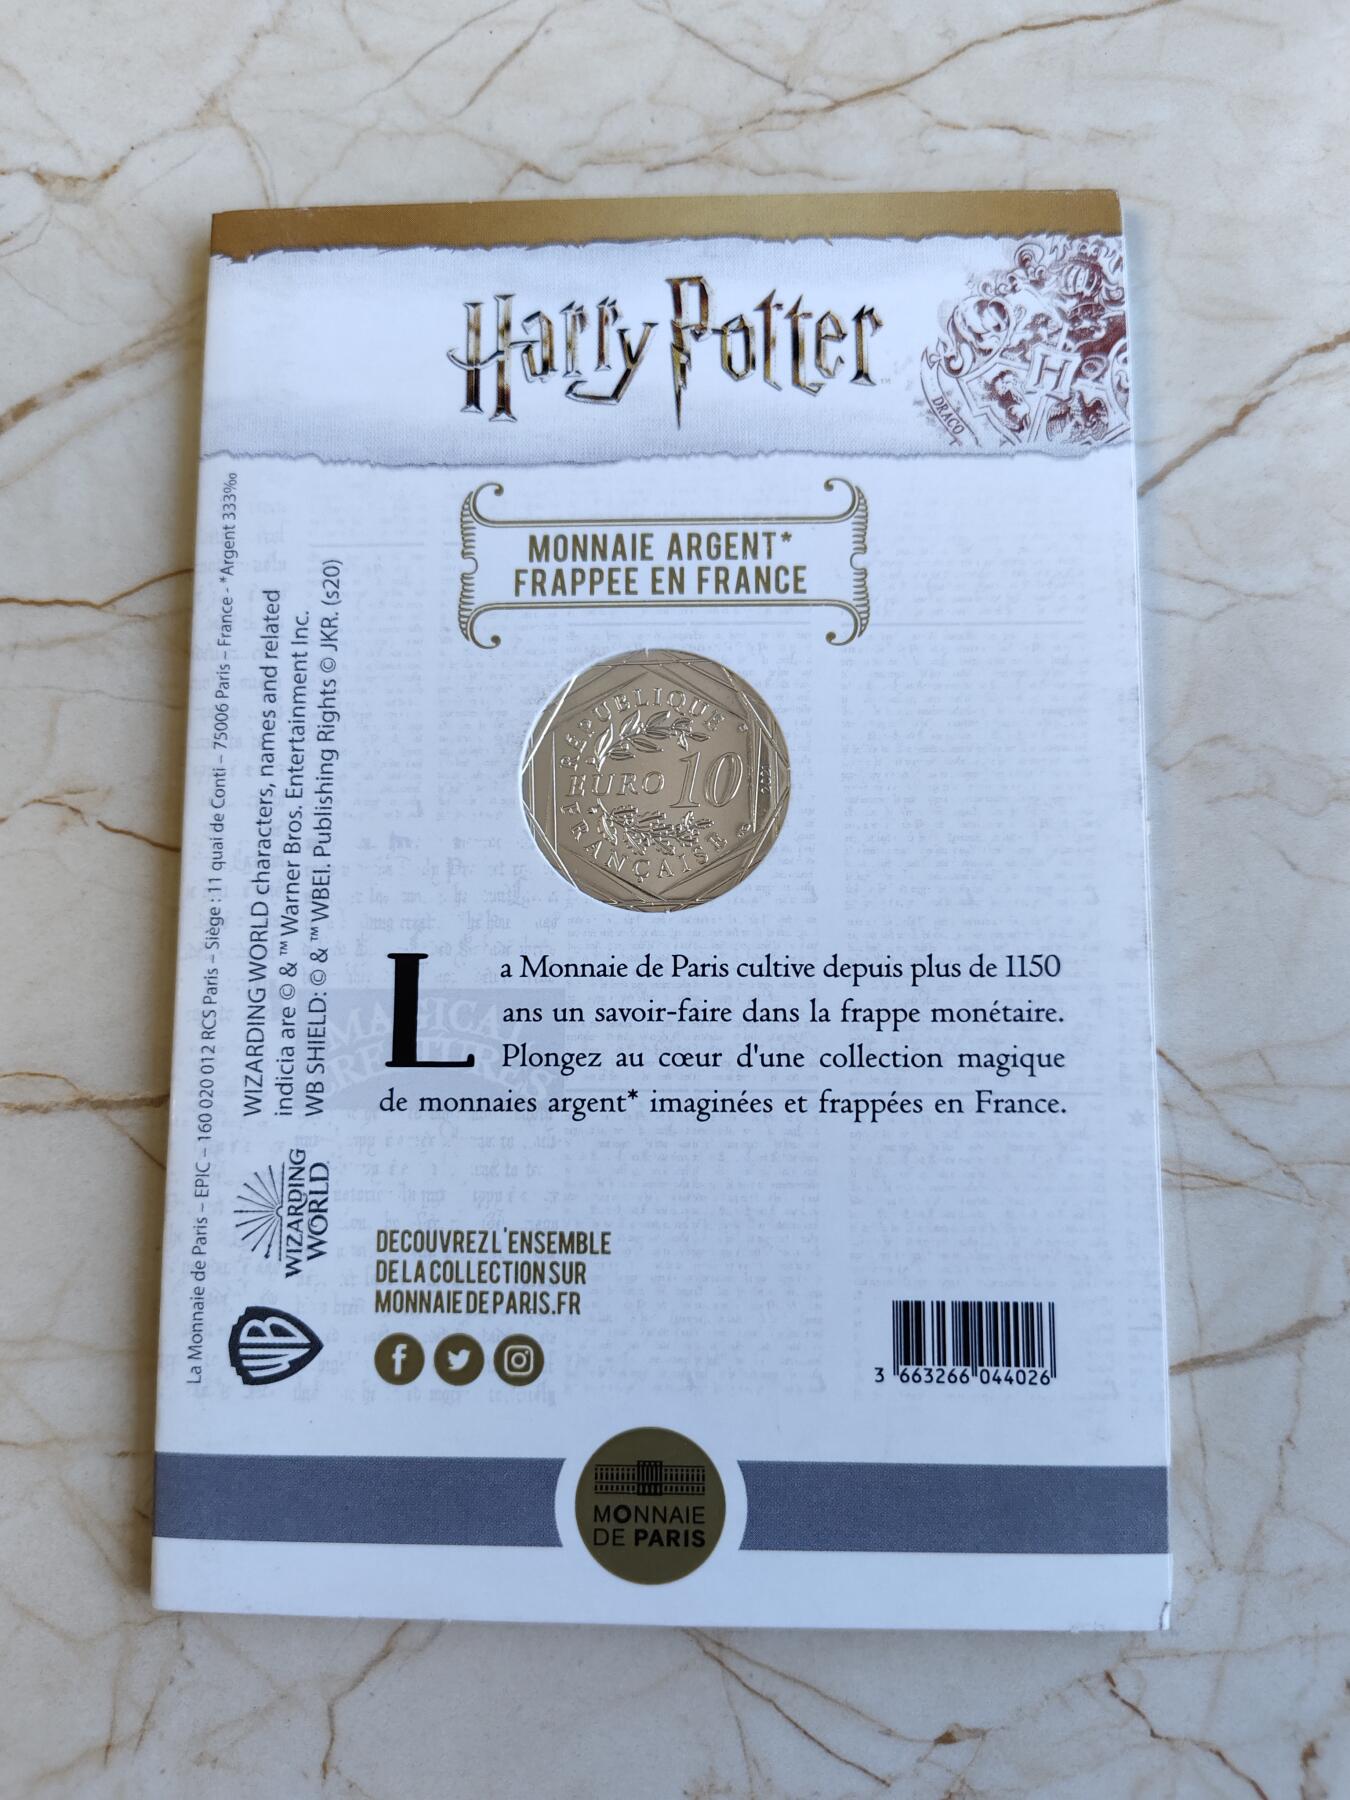 Harry Potter
DRACO
H
MONNAIE ARGENT*
FRAPPEE EN FRANCE
RÉPUBLIQUE
EURO 10
2021
FRANÇAISE
La Monnaie de Paris cultive depuis plus de 1150
ans un savoir-faire dans la frappe monétaire.
Plongez au cœur d'une collection magique
de monnaies argent* imaginées et frappées en France.
MAGICAL
CREATURES
DECOUVREZ L'ENSEMBLE
DE LA COLLECTION SUR
MONNAIEDEPARIS.FR
3 663266 044026
MONNAIE
DE PARIS
La Monnaie de Paris – EPIC – 160 020 012 RCS Paris – Siège : 11 quai de Conti – 75006 Paris – France - *Argent 333‰
WIZARDING WORLD characters, names and related
indicia are © & ™ Warner Bros. Entertainment Inc.
WB SHIELD: © & ™ WBEI. Publishing Rights © JKR. (s20)
WIZARDING
WORLD
WB